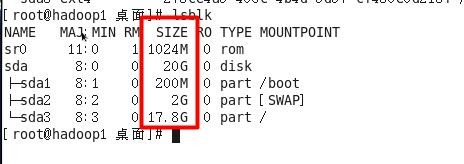 [root@hadoop1 桌面]# lsblk
NAME MAJ:MIN RM SIZE RO TYPE MOUNTPOINT
sr0 11:0 1 1024M 0 rom
sda 8:0 0 20G 0 disk
├─sda1 8:1 0 200M 0 part /boot
├─sda2 8:2 0 2G 0 part [SWAP]
└─sda3 8:3 0 17.8G 0 part /
[root@hadoop1 桌面]#